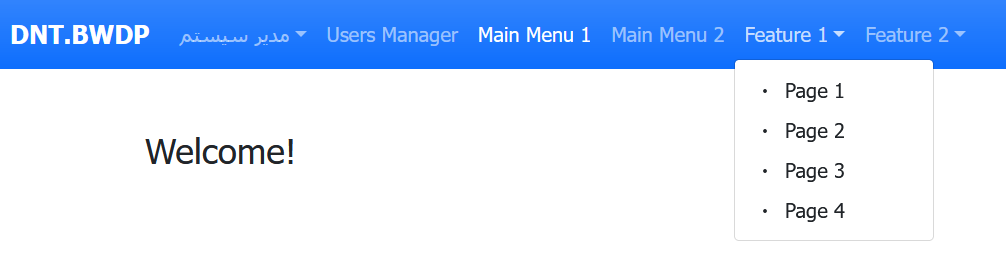 DNT.BWDP مدیر سیستم Users Manager Main Menu 1 Main Menu 2 Feature 1 Feature 2
Page 1
Page 2
Welcome!
Page 3
Page 4